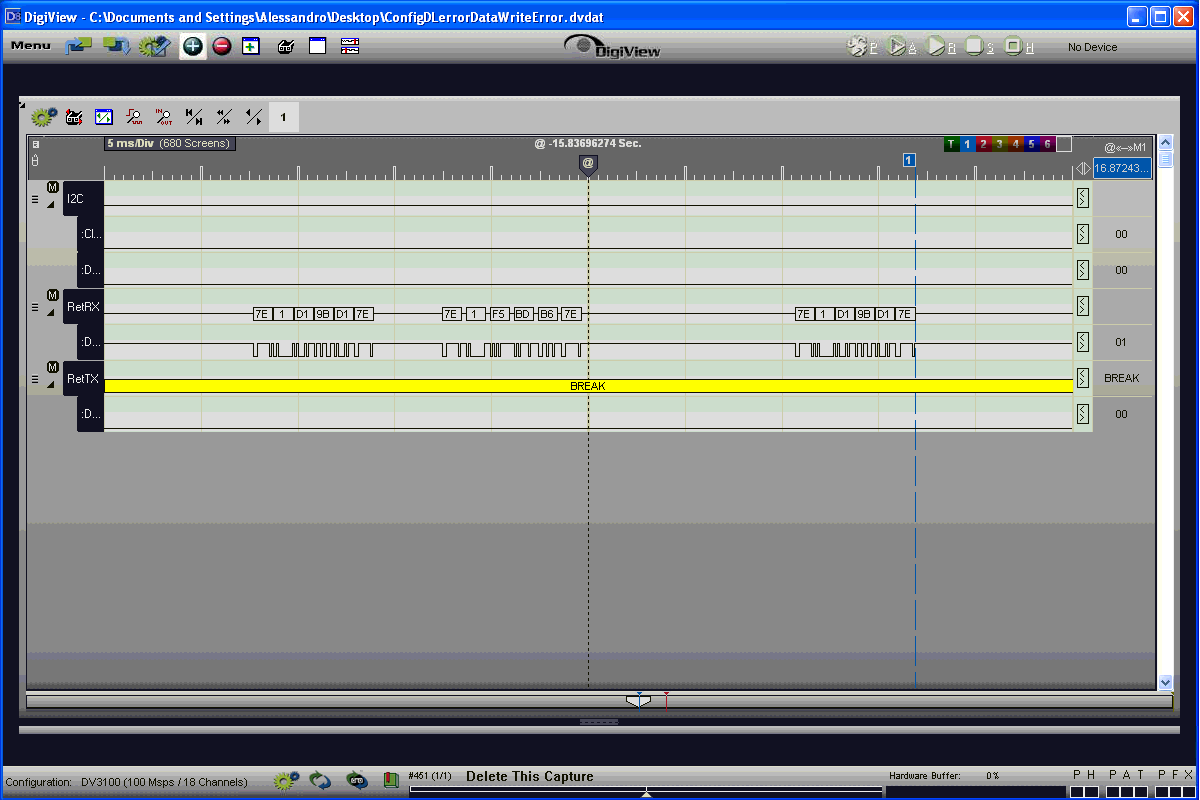 DigiView - C:\Documents and Settings\Alessandro\Desktop\ConfigDLerrorDataWriteError.dvdat
Menu DigiView P A R S H No Device
1
5 ms/Div (680 Screens) @ -15.83696274 Sec. T 1 2 3 4 5 6 @«--»M1
@ 1 16.87243...
M I2C
:Cl... 00
:D... 00
M RetRX 7E 1 D1 9B D1 7E 7E 1 F5 BD B6 7E 7E 1 D1 9B D1 7E
:D... 01
M RetTX BREAK BREAK
:D... 00
Configuration: DV3100 (100 Msps / 18 Channels) #451 (1/1) Delete This Capture Hardware Buffer: 0% P H P A T P F X